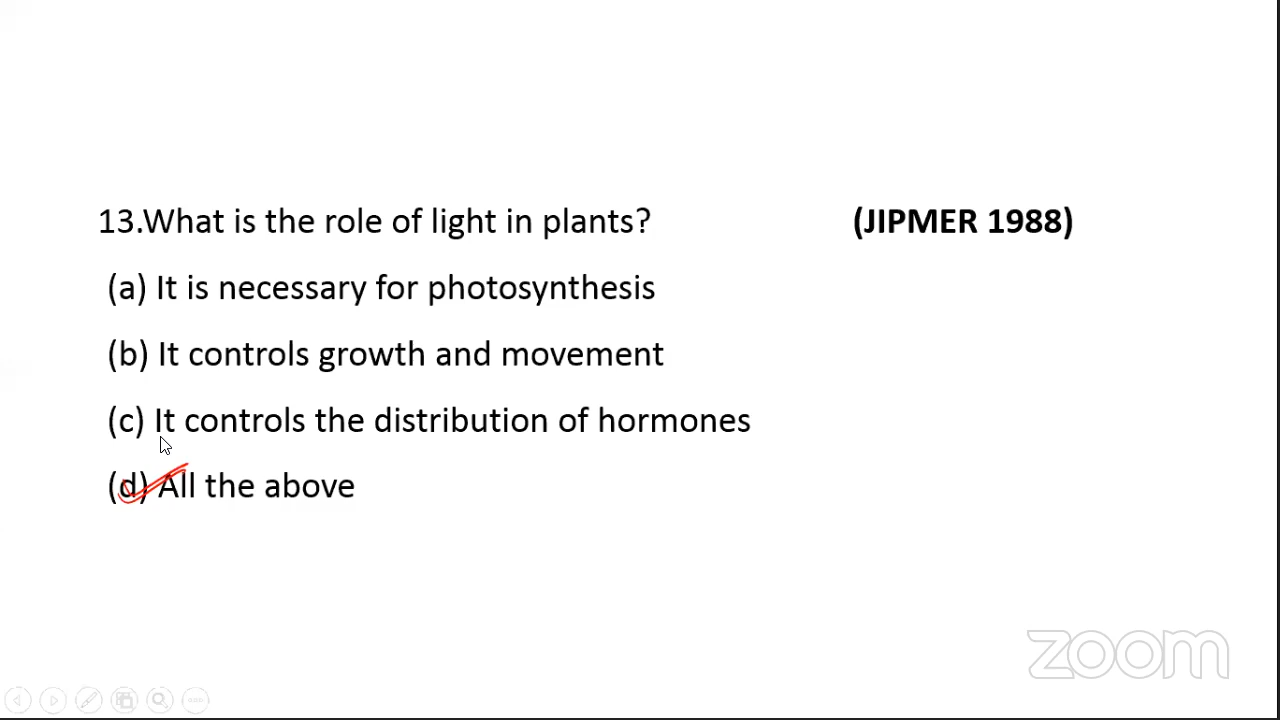 13.What is the role of light in plants? (JIPMER 1988)
(a) It is necessary for photosynthesis
(b) It controls growth and movement
(c) It controls the distribution of hormones
(d) All the above
zoom